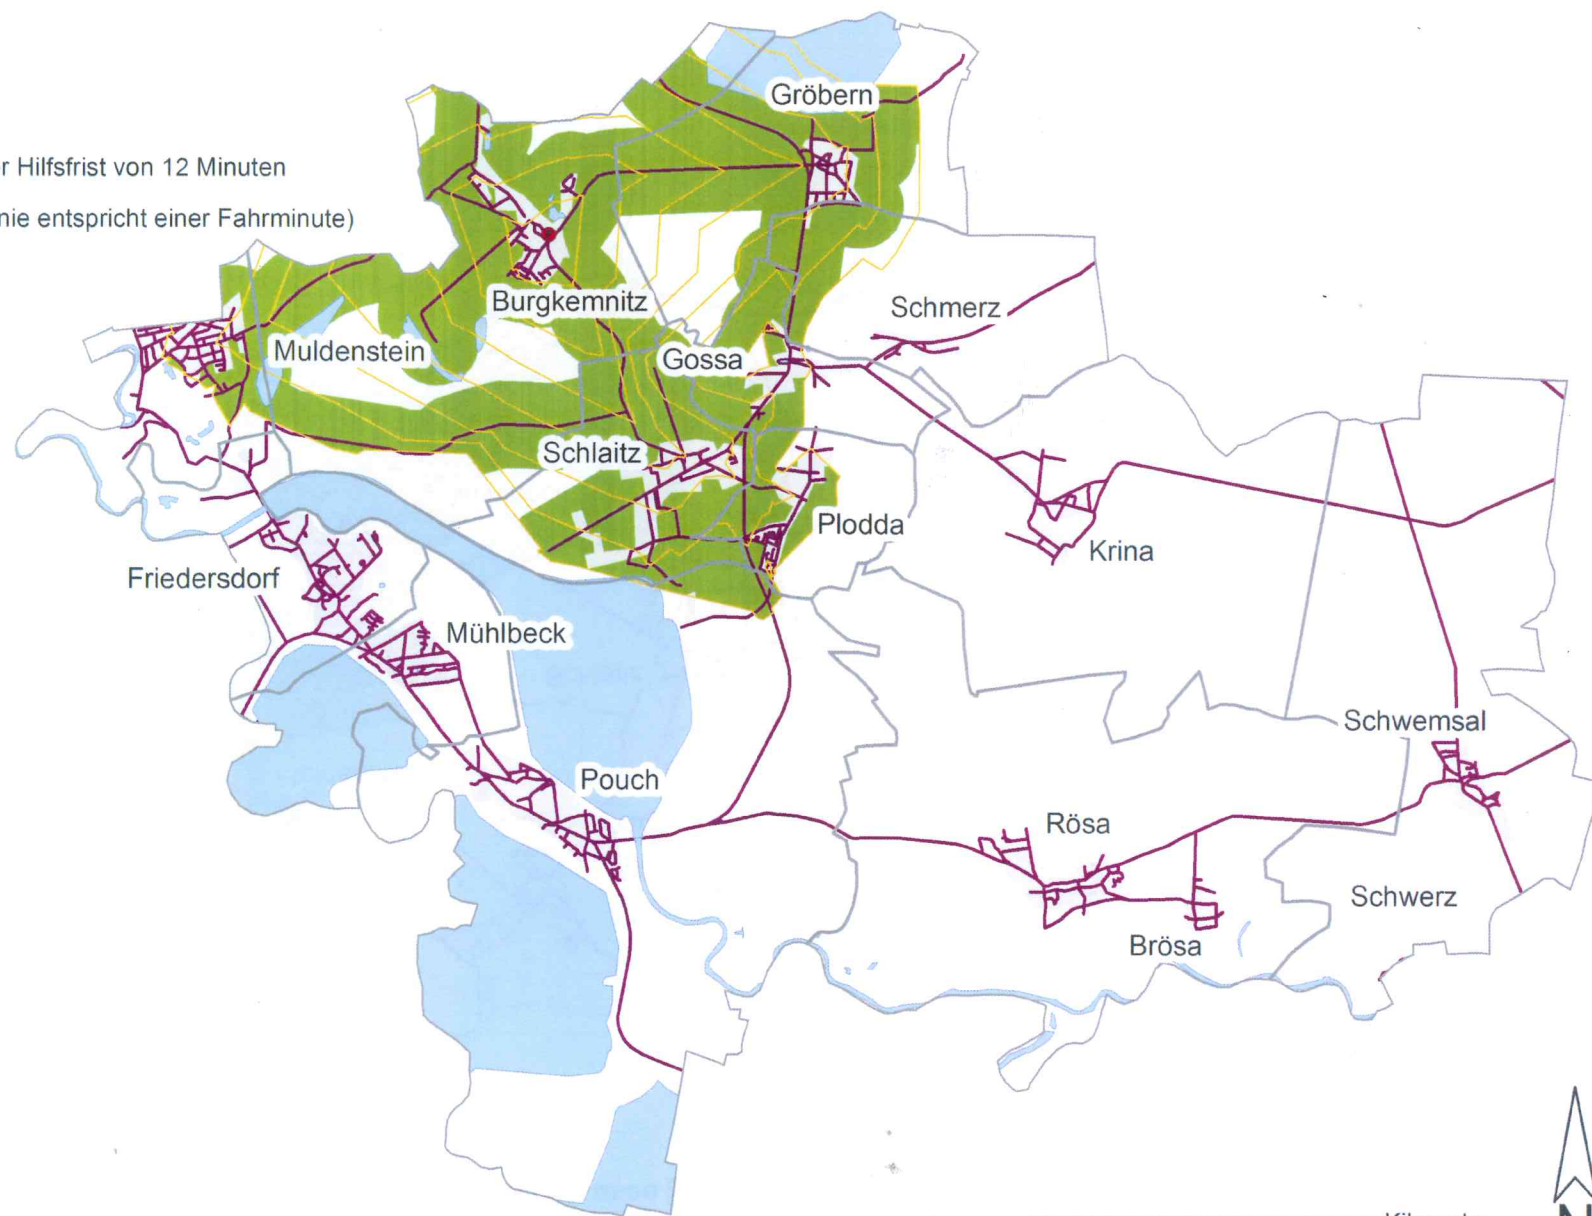 Gröbern
r Hilfsfrist von 12 Minuten
nie entspricht einer Fahrminute)
Burgkemnitz
Schmerz
Muldenstein
Gossa
Schlaitz
Plodda
Krina
Friedersdorf
Mühlbeck
Schwemsal
Pouch
Rösa
Schwerz
Brösa